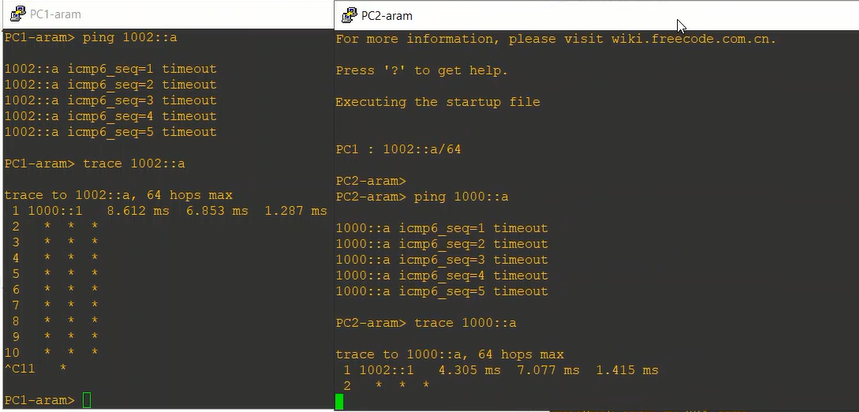 PC1-aram
PC1-aram> ping 1002::a
1002::a icmp6_seq=1 timeout
1002::a icmp6_seq=2 timeout
1002::a icmp6_seq=3 timeout
1002::a icmp6_seq=4 timeout
1002::a icmp6_seq=5 timeout
PC1-aram> trace 1002::a
trace to 1002::a, 64 hops max
1 1000::1 8.612 ms 6.853 ms 1.287 ms
2 * * *
3 * * *
4 * * *
5 * * *
6 * * *
7 * * *
8 * * *
9 * * *
10 * * *
^C11 *
PC1-aram>
PC2-aram
For more information, please visit wiki.freecode.com.cn.
Press '?' to get help.
Executing the startup file
PC1 : 1002::a/64
PC2-aram>
PC2-aram> ping 1000::a
1000::a icmp6_seq=1 timeout
1000::a icmp6_seq=2 timeout
1000::a icmp6_seq=3 timeout
1000::a icmp6_seq=4 timeout
1000::a icmp6_seq=5 timeout
PC2-aram> trace 1000::a
trace to 1000::a, 64 hops max
1 1002::1 4.305 ms 7.077 ms 1.415 ms
2 * * *